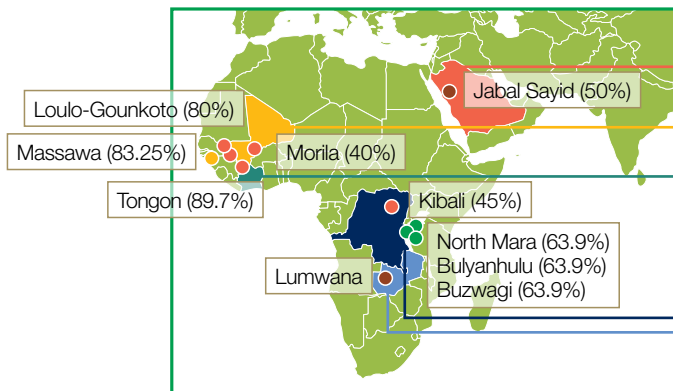 Jabal Sayid (50%)
Loulo-Gounkoto (80%)
Massawa (83.25%)
Morila (40%)
Tongon (89.7%)
Kibali (45%)
North Mara (63.9%)
Bulyanhulu (63.9%)
Buzwagi (63.9%)
Lumwana